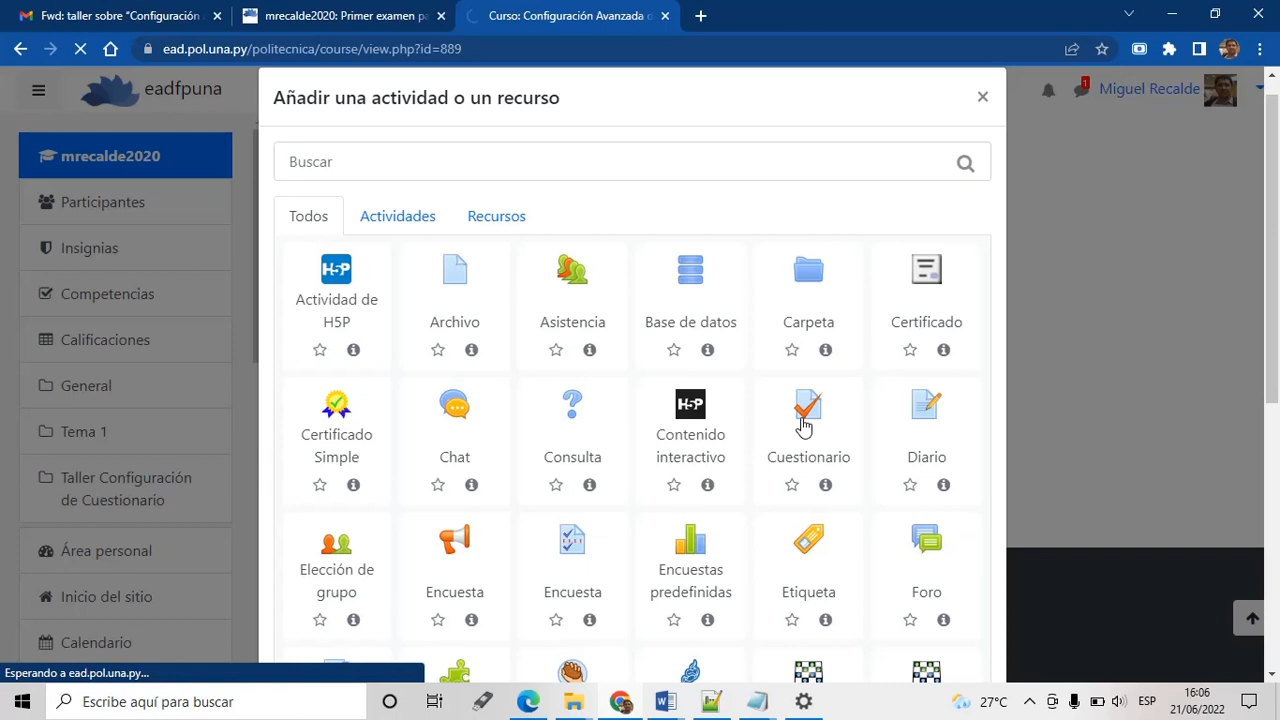 Fwd: taller sobre "Configuración
mrecalde2020: Primer examen pa
Curso: Configuración Avanzada d
ead.pol.una.py/politecnica/course/view.php?id=889
eadfpuna
1
Miguel Recalde
mrecalde2020
Participantes
Insignias
Competencias
Calificaciones
General
Tema 1
Taller Configuración
de Cuestionario
Área personal
Inicio del sitio
Calendario
Añadir una actividad o un recurso
Buscar
Todos
Actividades
Recursos
H5P
Actividad de
H5P
Archivo
Asistencia
Base de datos
Carpeta
Certificado
Certificado
Simple
Chat
Consulta
H5P
Contenido
interactivo
Cuestionario
Diario
Elección de
grupo
Encuesta
Encuesta
Encuestas
predefinidas
Etiqueta
Foro
Esperando a ead.pol.una.py...
Escribe aquí para buscar
27°C
ESP
16:06
21/06/2022